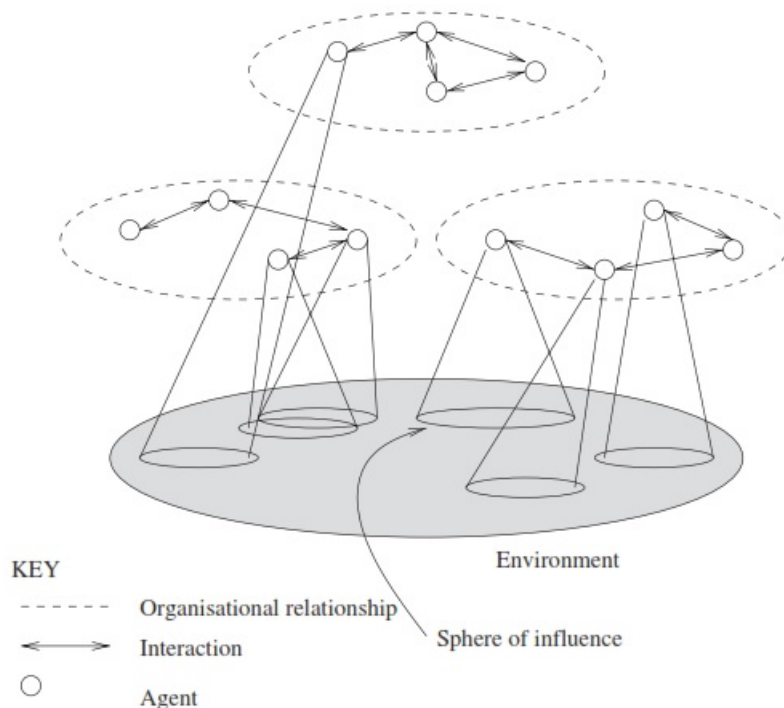 Environment
KEY
Organisational relationship
Sphere of influence
Interaction
Agent